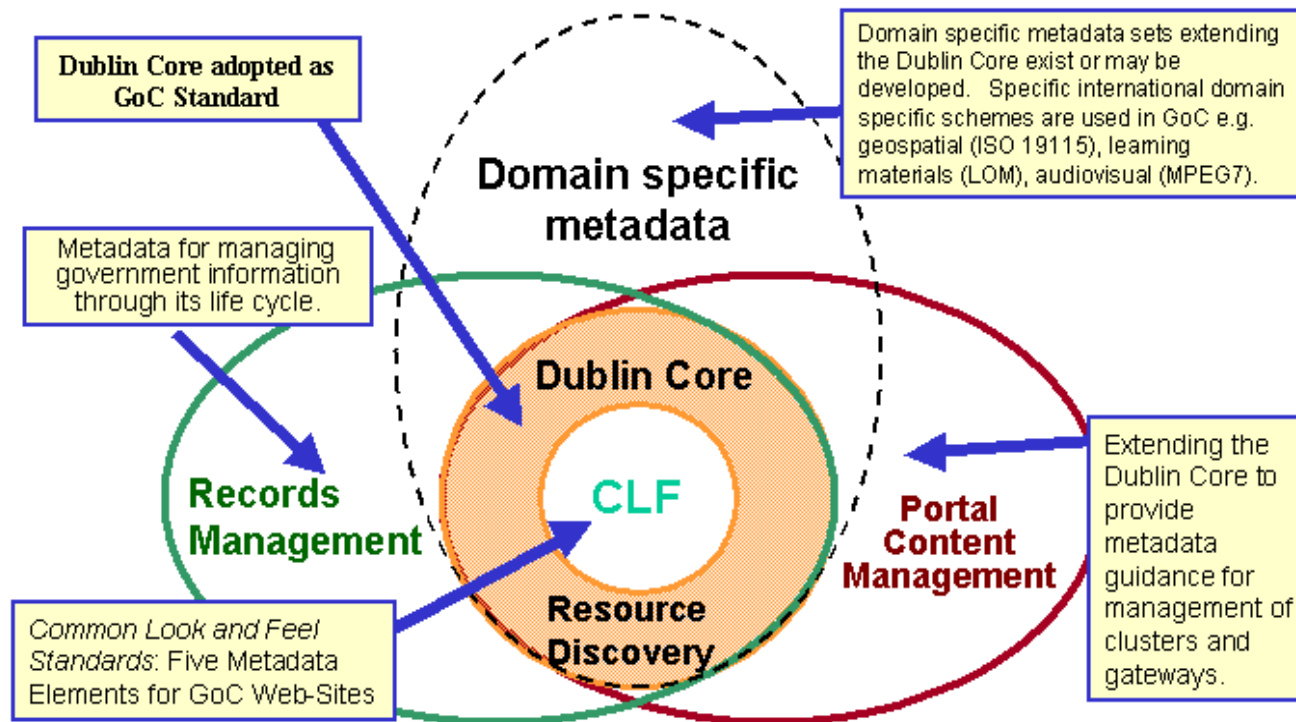 Dublin Core adopted as
GoC Standard
Domain specific metadata sets extending
the Dublin Core exist or may be
developed. Specific international domain
specific schemes are used in GoC e.g.
geospatial (ISO 19115), learning
materials (LOM), audiovisual (MPEG7).
Domain specific
metadata
Metadata for managing
government information
through its life cycle.
Dublin Core
CLF
Records
Management
Portal
Content
Management
Extending the
Dublin Core to
provide
metadata
guidance for
management of
clusters and
gateways.
Resource
Discovery
Common Look and Feel
Standards: Five Metadata
Elements for GoC Web-Sites